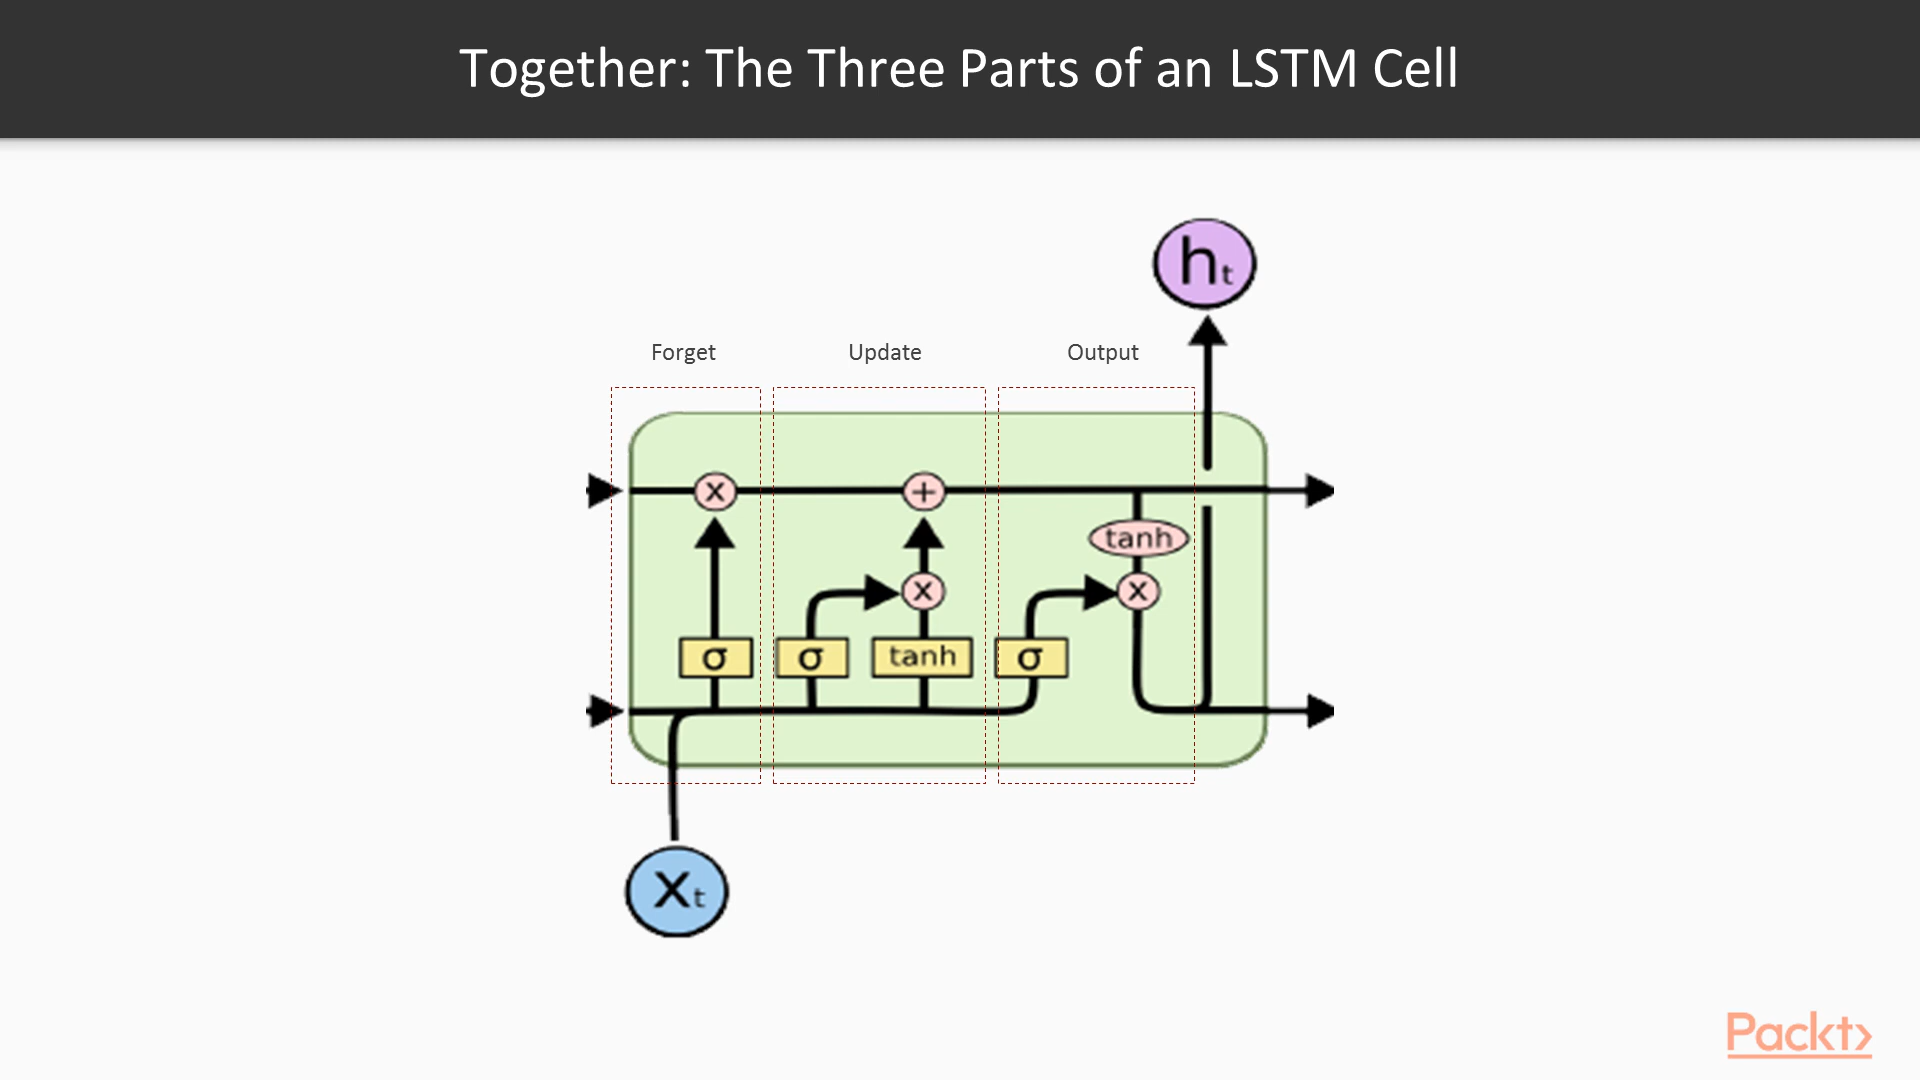 Together: The Three Parts of an LSTM Cell
ht
Forget Update Output
x + tanh
x x
σ σ tanh σ
Xt
Packt>